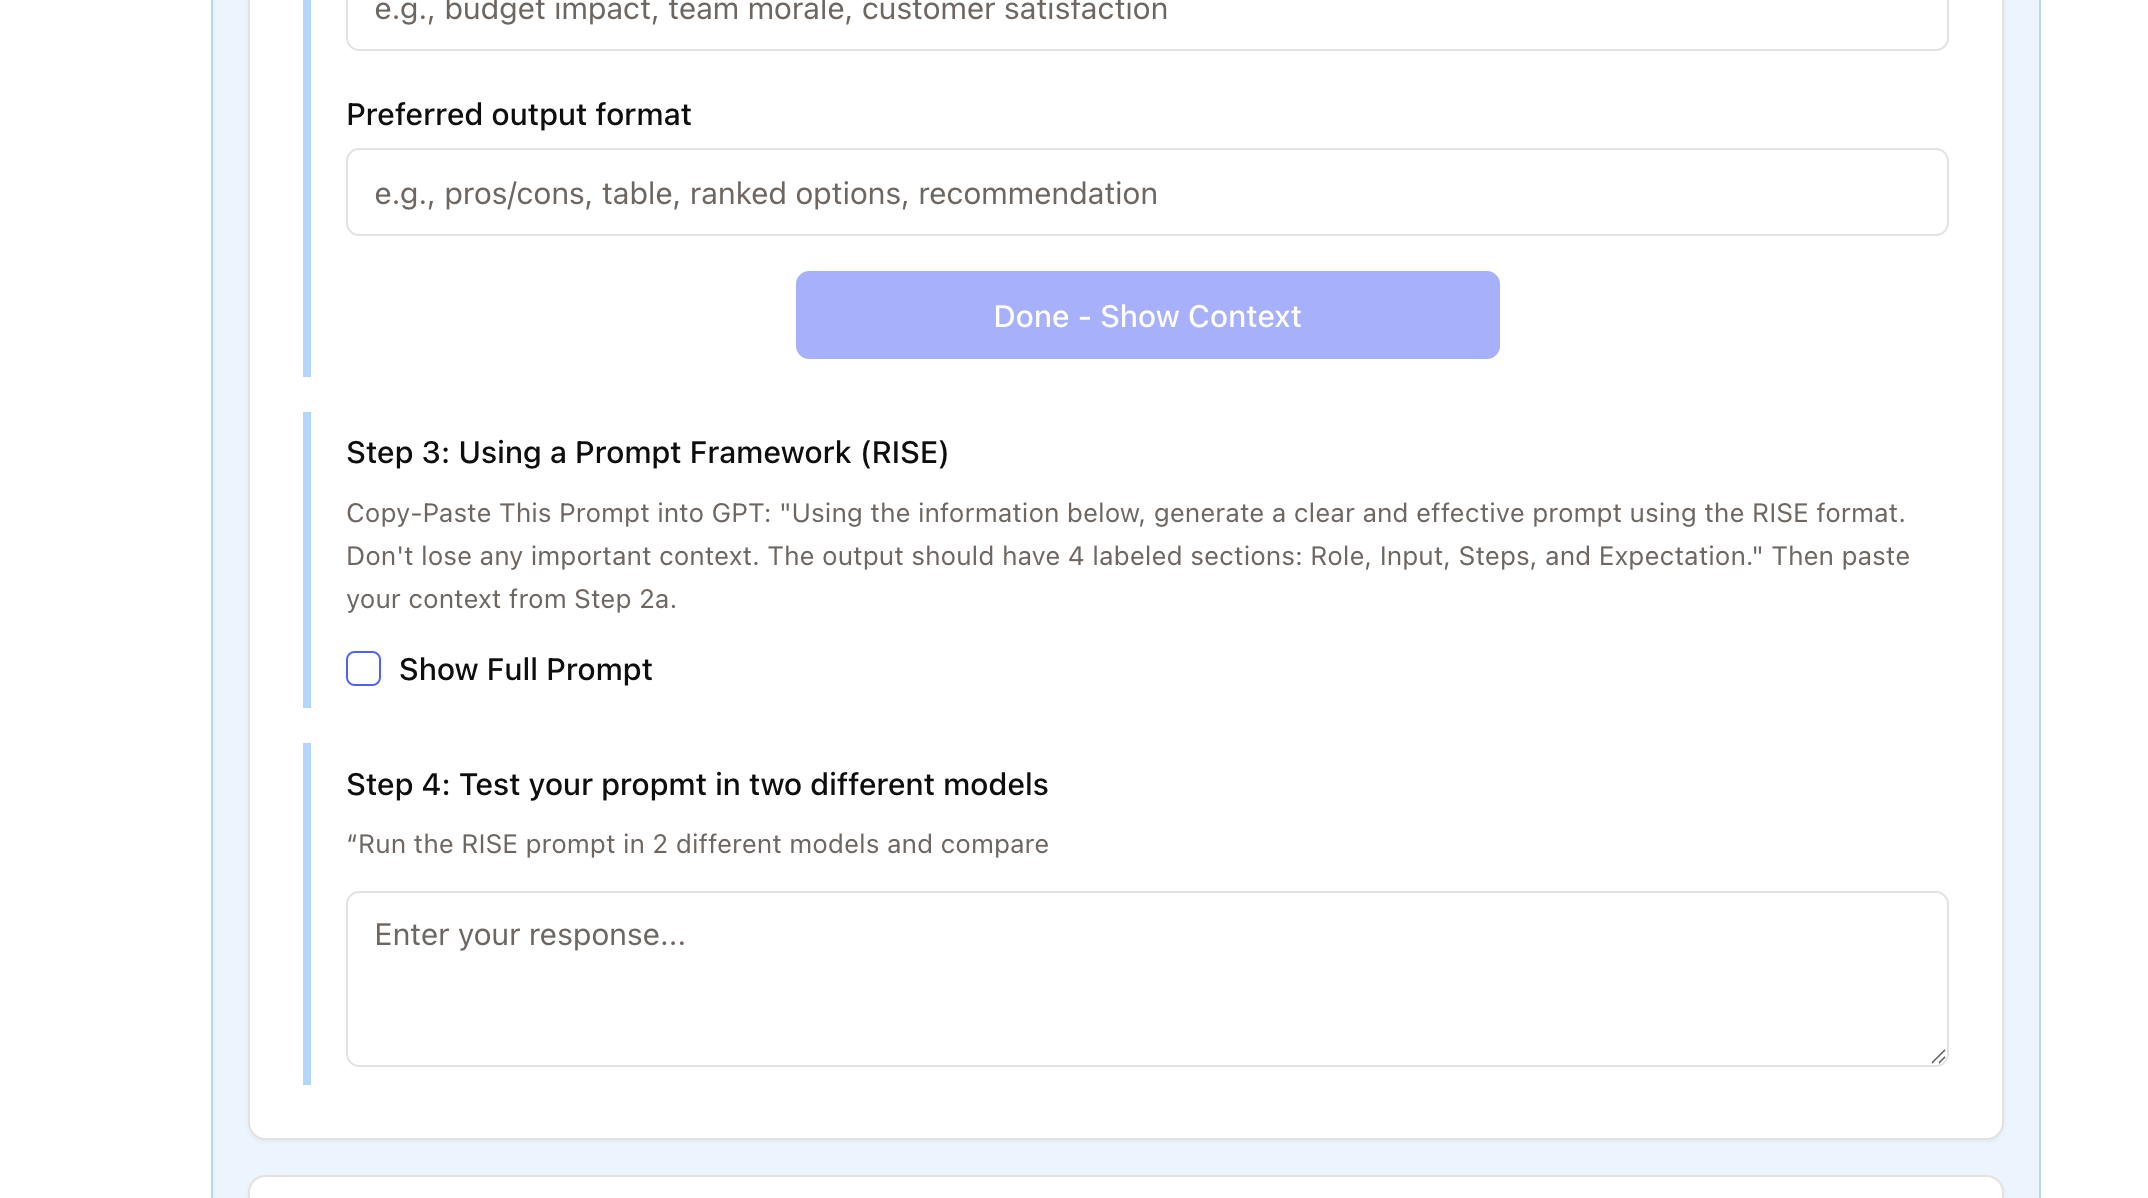 e.g., budget impact, team morale, customer satisfaction
Preferred output format
e.g., pros/cons, table, ranked options, recommendation
Done - Show Context
Step 3: Using a Prompt Framework (RISE)
Copy-Paste This Prompt into GPT: "Using the information below, generate a clear and effective prompt using the RISE format.
Don't lose any important context. The output should have 4 labeled sections: Role, Input, Steps, and Expectation." Then paste
your context from Step 2a.
Show Full Prompt
Step 4: Test your propmt in two different models
“Run the RISE prompt in 2 different models and compare
Enter your response...